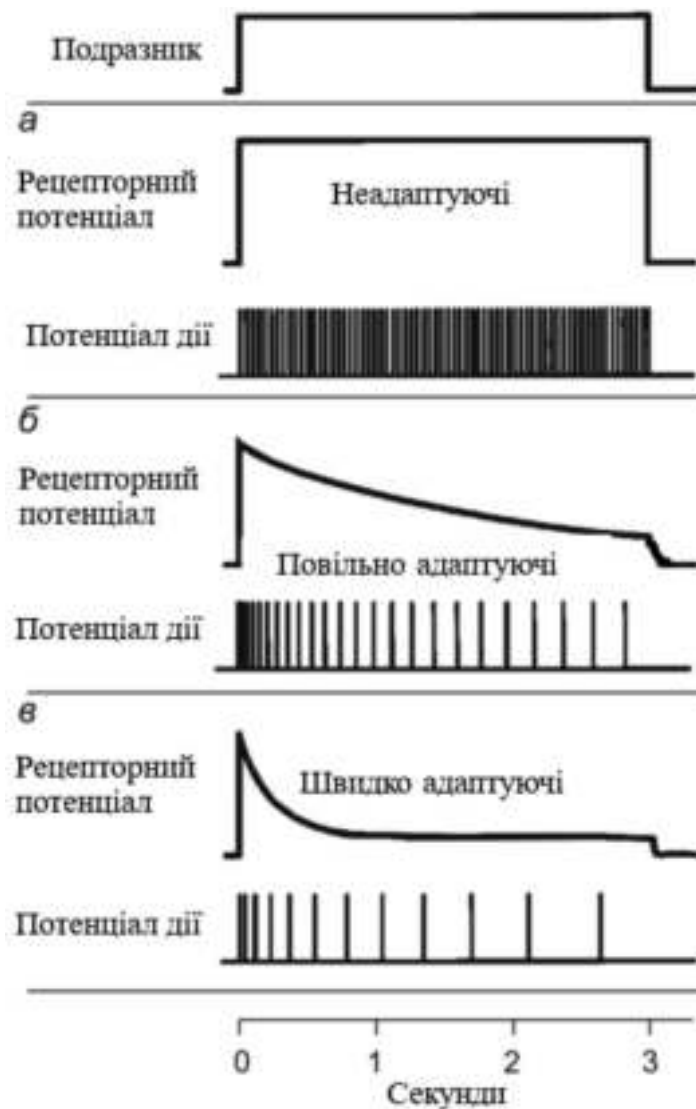 Подразник
а
Рецепторний
потенціал
Неадаптуючі
Потенціал дії
б
Рецепторний
потенціал
Повільно адаптуючі
Потенціал дії
в
Рецепторний
потенціал
Швидко адаптуючі
Потенціал дії
0 1 2 3
Секунди